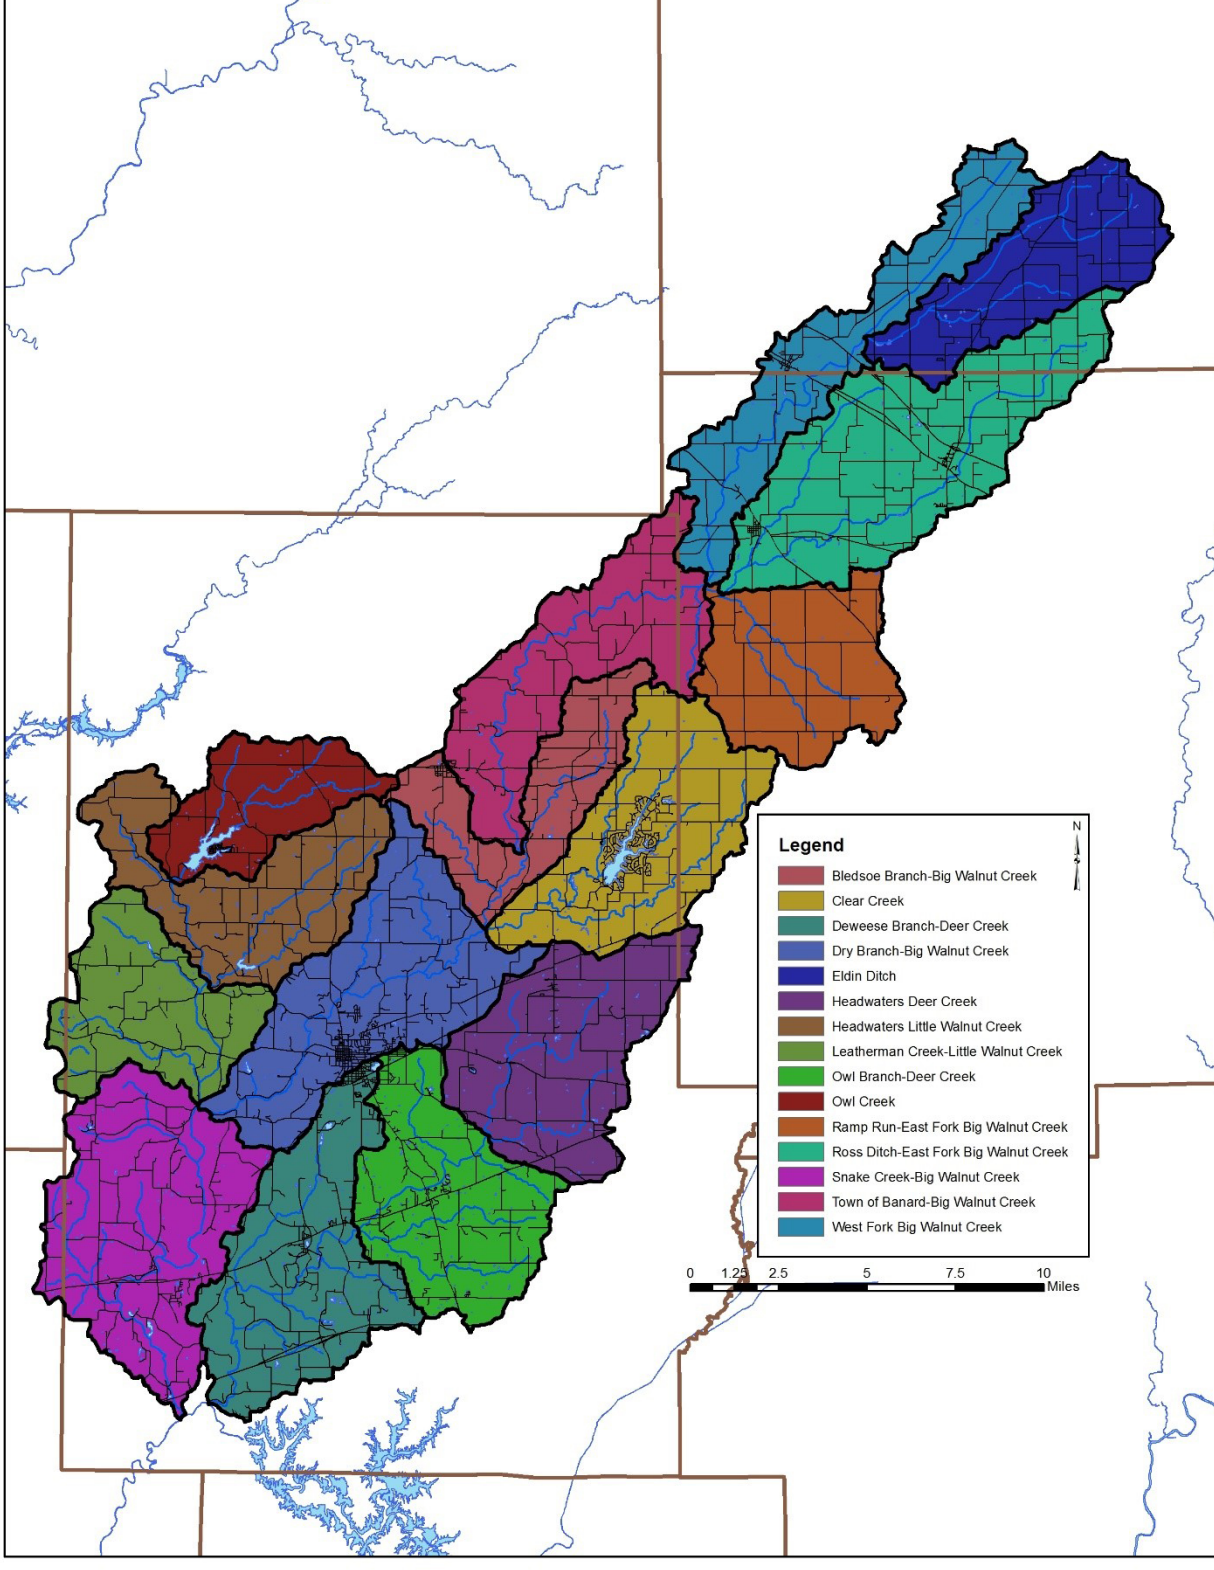 N
Legend
Bledsoe Branch-Big Walnut Creek
Clear Creek
Deweese Branch-Deer Creek
Dry Branch-Big Walnut Creek
Eldin Ditch
Headwaters Deer Creek
Headwaters Little Walnut Creek
Leatherman Creek-Little Walnut Creek
Owl Branch-Deer Creek
Owl Creek
Ramp Run-East Fork Big Walnut Creek
Ross Ditch-East Fork Big Walnut Creek
Snake Creek-Big Walnut Creek
Town of Banard-Big Walnut Creek
West Fork Big Walnut Creek
0 1.25 2.5 5 7.5 10
Miles